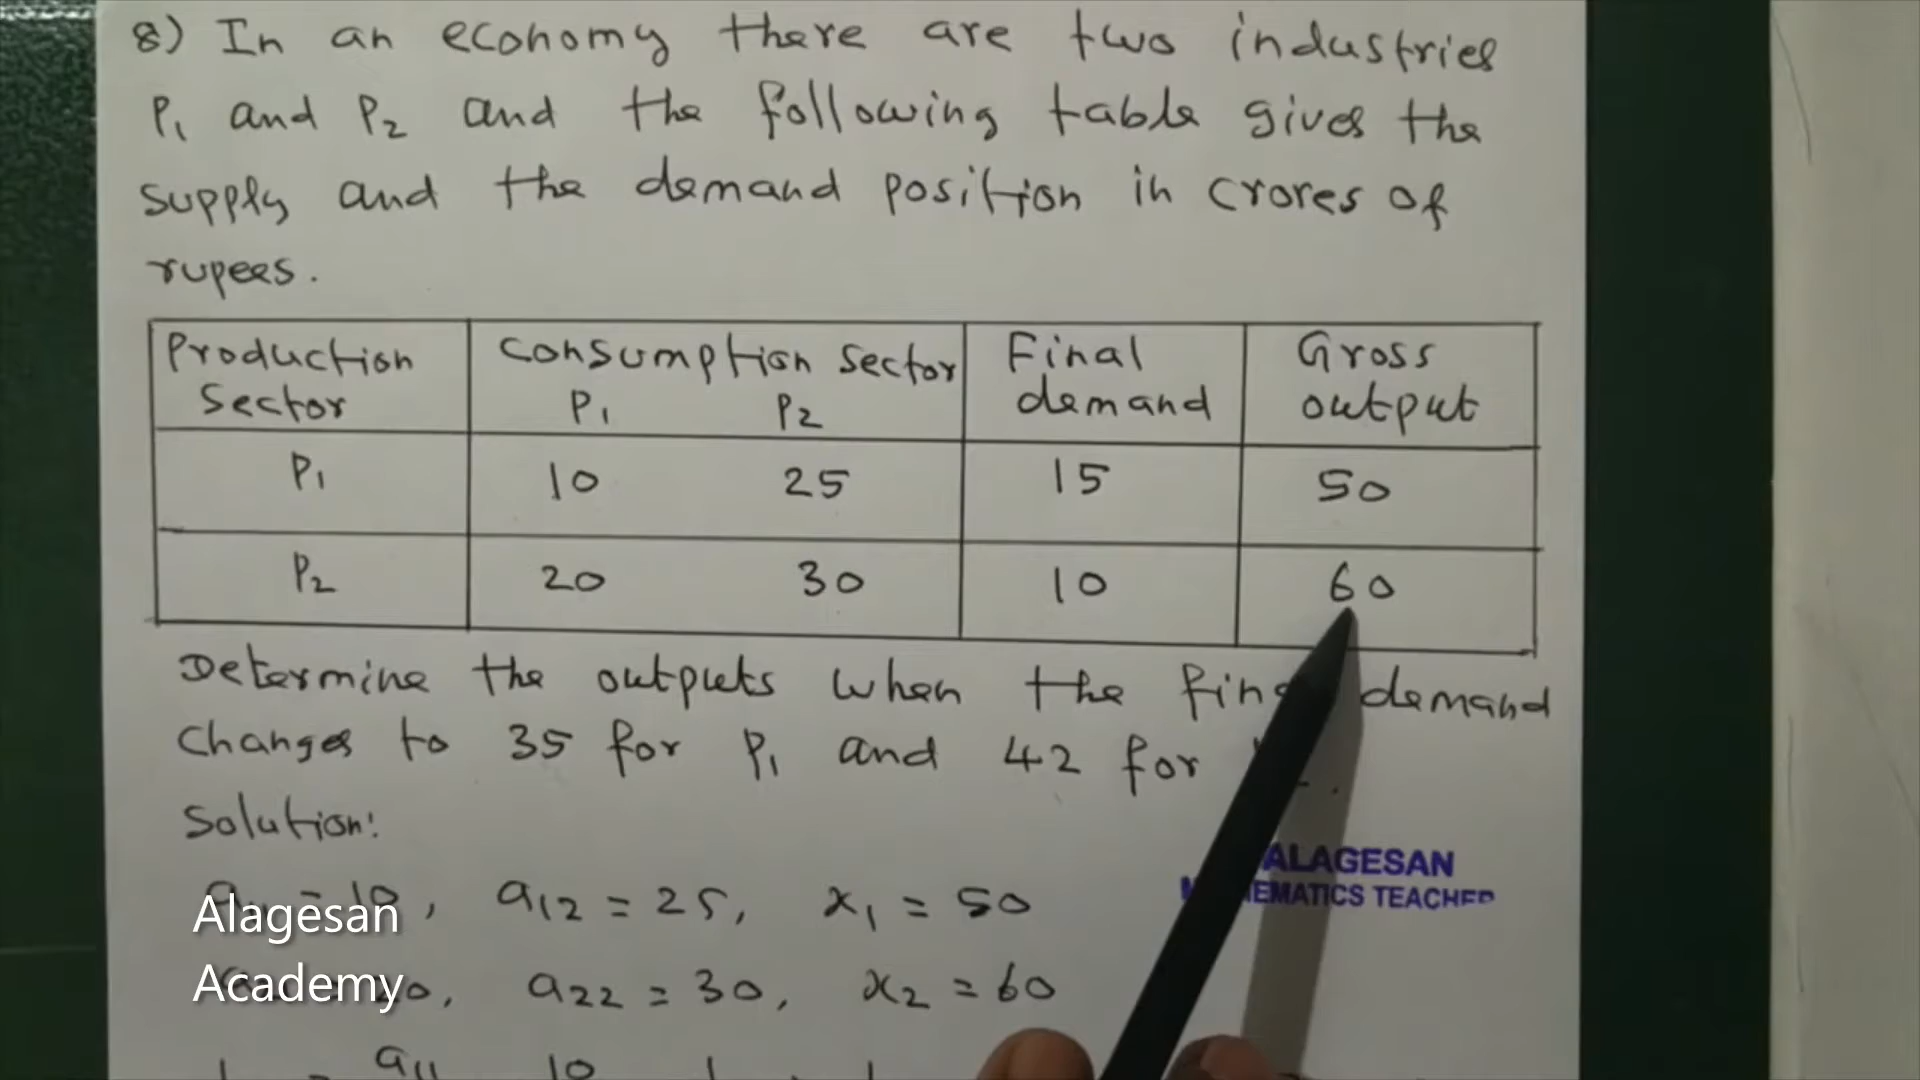 8) In an economy there are two industries
P1 and P2 and the following table gives the
supply and the demand position in crores of
rupees.
Production Sector Consumption sector P1 P2 Final demand Gross output
P1 10 25 15 50
P2 20 30 10 60
Determine the outputs when the demand
changes to 35 for P1 and 42 for
Solution:
= 10, a12 = 25, x1 = 50
a22 = 30, x2 = 60
a11 10
ALAGESAN
TEACHER
Alagesan
Academy